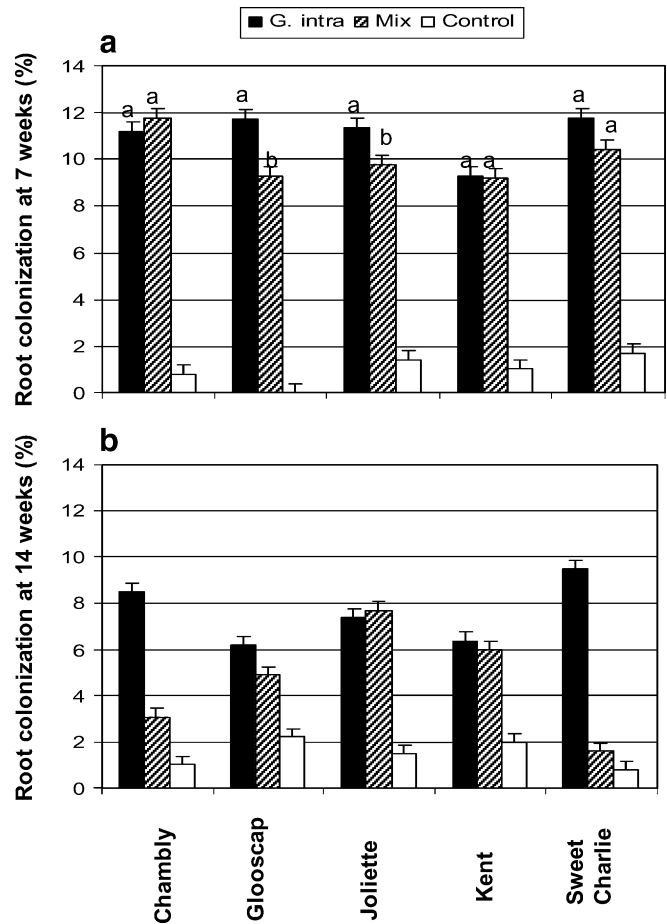 G. intra Mix Control
a
Root colonization at 7 weeks (%)
14
12
10
8
6
4
2
0
a a a b a b a a a a
b
Root colonization at 14 weeks (%)
14
12
10
8
6
4
2
0
Chambly
Glooscap
Joliette
Kent
Sweet
Charlie